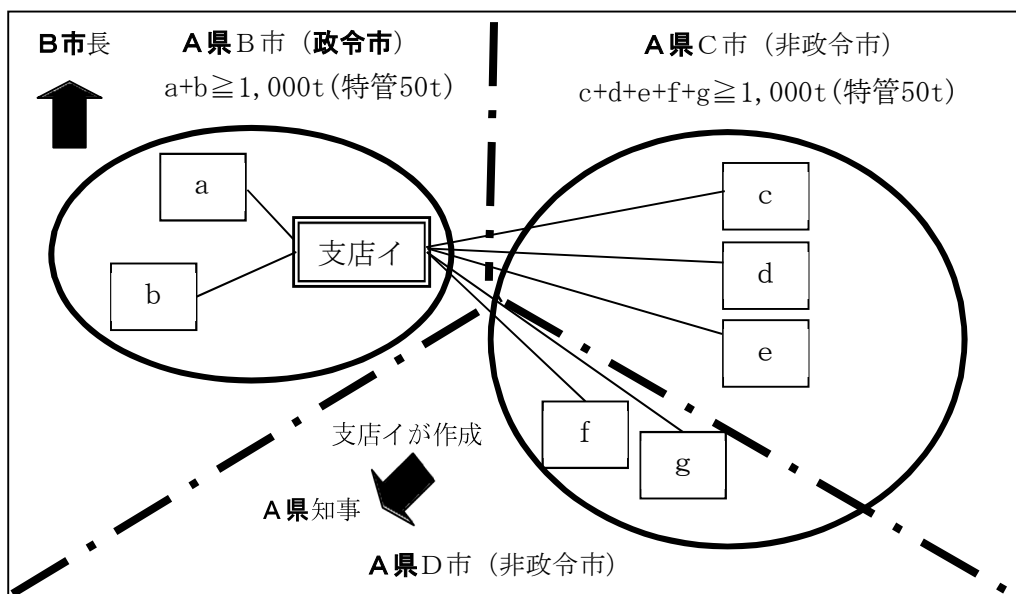 B市長
A県B市（政令市）
a+b≧1,000t(特管50t)
A県C市（非政令市）
c+d+e+f+g≧1,000t(特管50t)
a
b
支店イ
c
d
e
f
g
支店イが作成
A県知事
A県D市（非政令市）